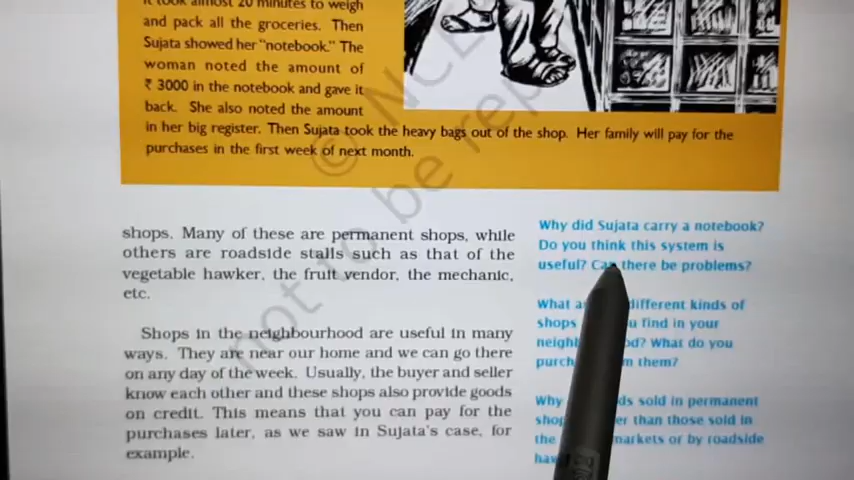 It took almost 20 minutes to weigh
and pack all the groceries. Then
Sujata showed her "notebook." The
woman noted the amount of
₹ 3000 in the notebook and gave it
back. She also noted the amount
in her big register. Then Sujata took the heavy bags out of the shop. Her family will pay for the
purchases in the first week of next month.
shops. Many of these are permanent shops, while
others are roadside stalls such as that of the
vegetable hawker, the fruit vendor, the mechanic,
etc.
Shops in the neighbourhood are useful in many
ways. They are near our home and we can go there
on any day of the week. Usually, the buyer and seller
know each other and these shops also provide goods
on credit. This means that you can pay for the
purchases later, as we saw in Sujata's case, for
example.
Why did Sujata carry a notebook?
Do you think this system is
useful? Can there be problems?
What different kinds of
shops find in your
What do you
them?
Why sold in permanent
than those sold in
the markets or by roadside
not to be rep